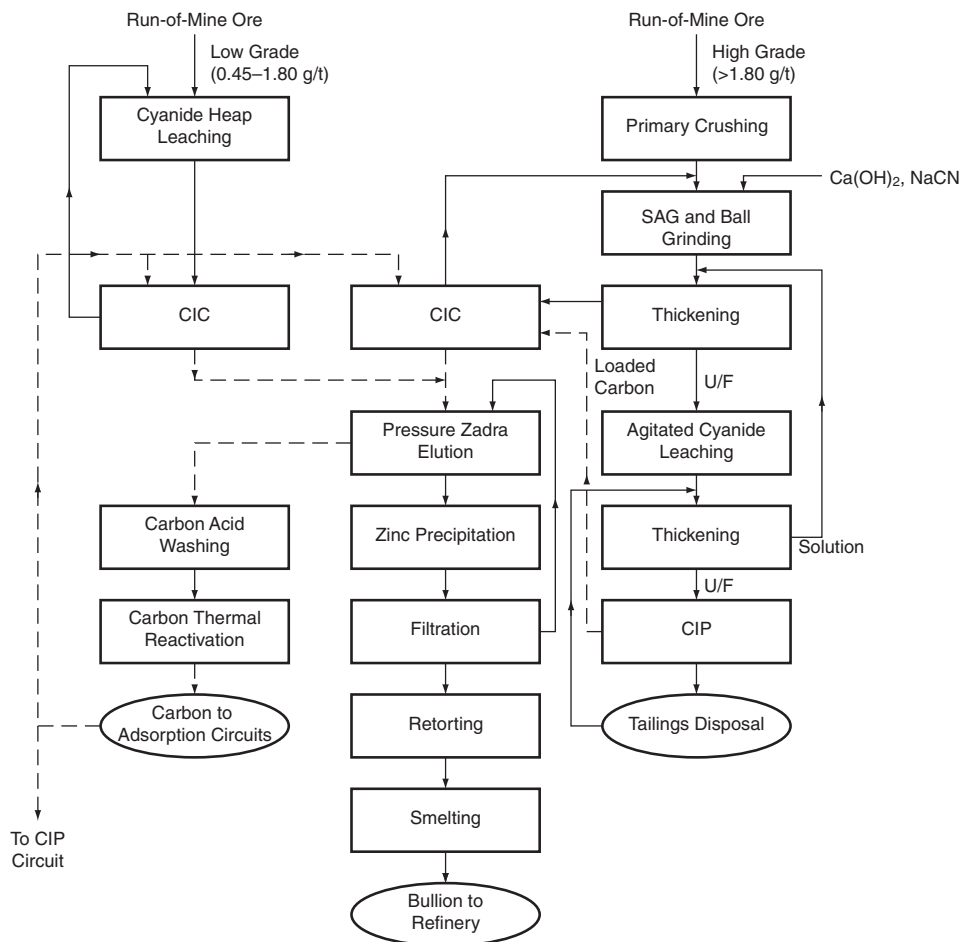 Run-of-Mine Ore
Run-of-Mine Ore
Low Grade
(0.45–1.80 g/t)
High Grade
(>1.80 g/t)
Cyanide Heap
Leaching
Primary Crushing
Ca(OH)₂, NaCN
SAG and Ball
Grinding
CIC
CIC
Thickening
Loaded
Carbon
U/F
Pressure Zadra
Elution
Agitated Cyanide
Leaching
Carbon Acid
Washing
Zinc Precipitation
Thickening
Solution
U/F
Carbon Thermal
Reactivation
Filtration
CIP
Carbon to
Adsorption Circuits
Retorting
Tailings Disposal
Smelting
To CIP
Circuit
Bullion to
Refinery